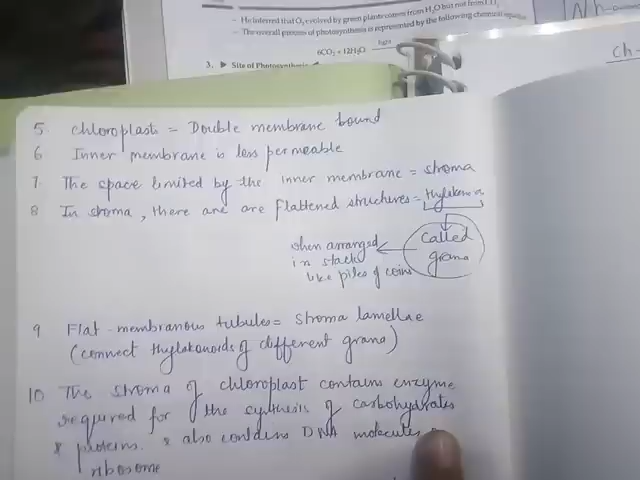 - He inferred that O₂ evolved by green plants comes from H₂O but not from CO₂
- The overall process of photosynthesis is represented by the following chemical equation
light
6CO₂ + 12H₂O
3. ▶ Site of Photosynthesis
Ch-
5. Chloroplast = Double membrane bound
6 Inner membrane is less permeable
7 The space limited by the inner membrane = stroma
8 In stroma, there are are flattened structures = thylakoid
called
grana
when arranged
in stack
like piles of coins
9 Flat-membranous tubules = stroma lamellae
(connect thylakonoids of different grana)
10 The stroma of chloroplast contains enzyme
required for the synthesis of carbohydrates
& proteins. & also contains DNA molecules
ribosome